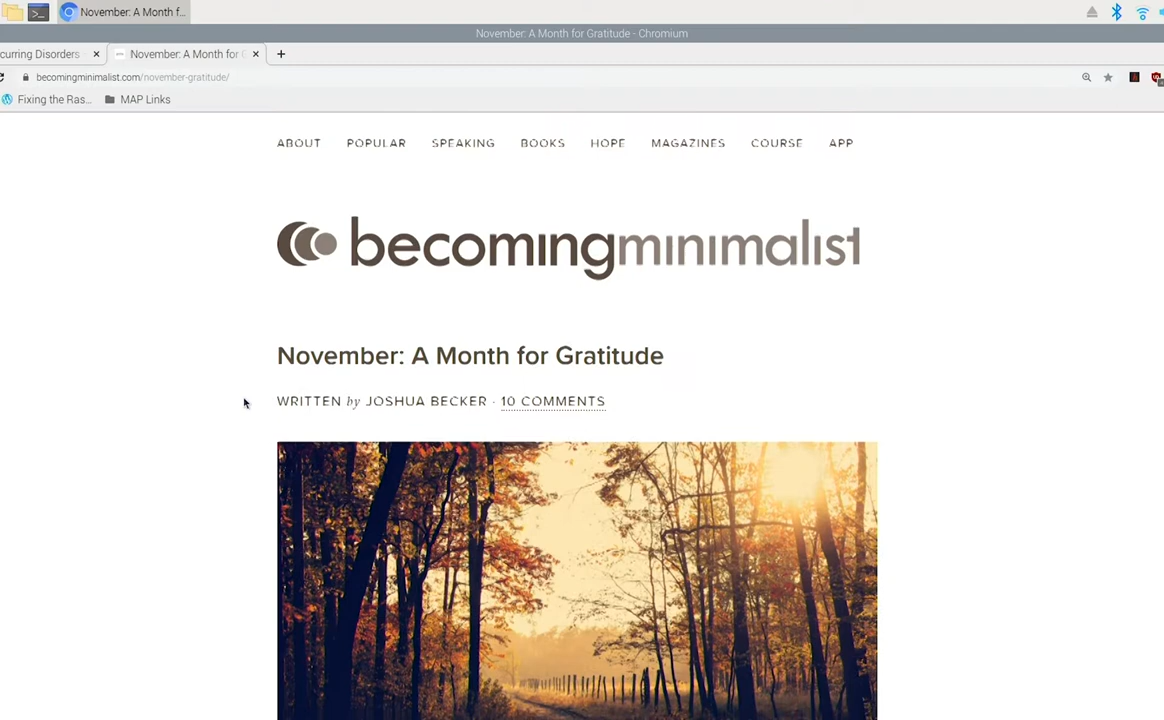 November: A Month f...
November: A Month for Gratitude - Chromium
curring Disorders
November: A Month for G
becomingminimalist.com/november-gratitude/
Fixing the Ras...
MAP Links
ABOUT POPULAR SPEAKING BOOKS HOPE MAGAZINES COURSE APP
becomingminimalist
November: A Month for Gratitude
WRITTEN by JOSHUA BECKER · 10 COMMENTS